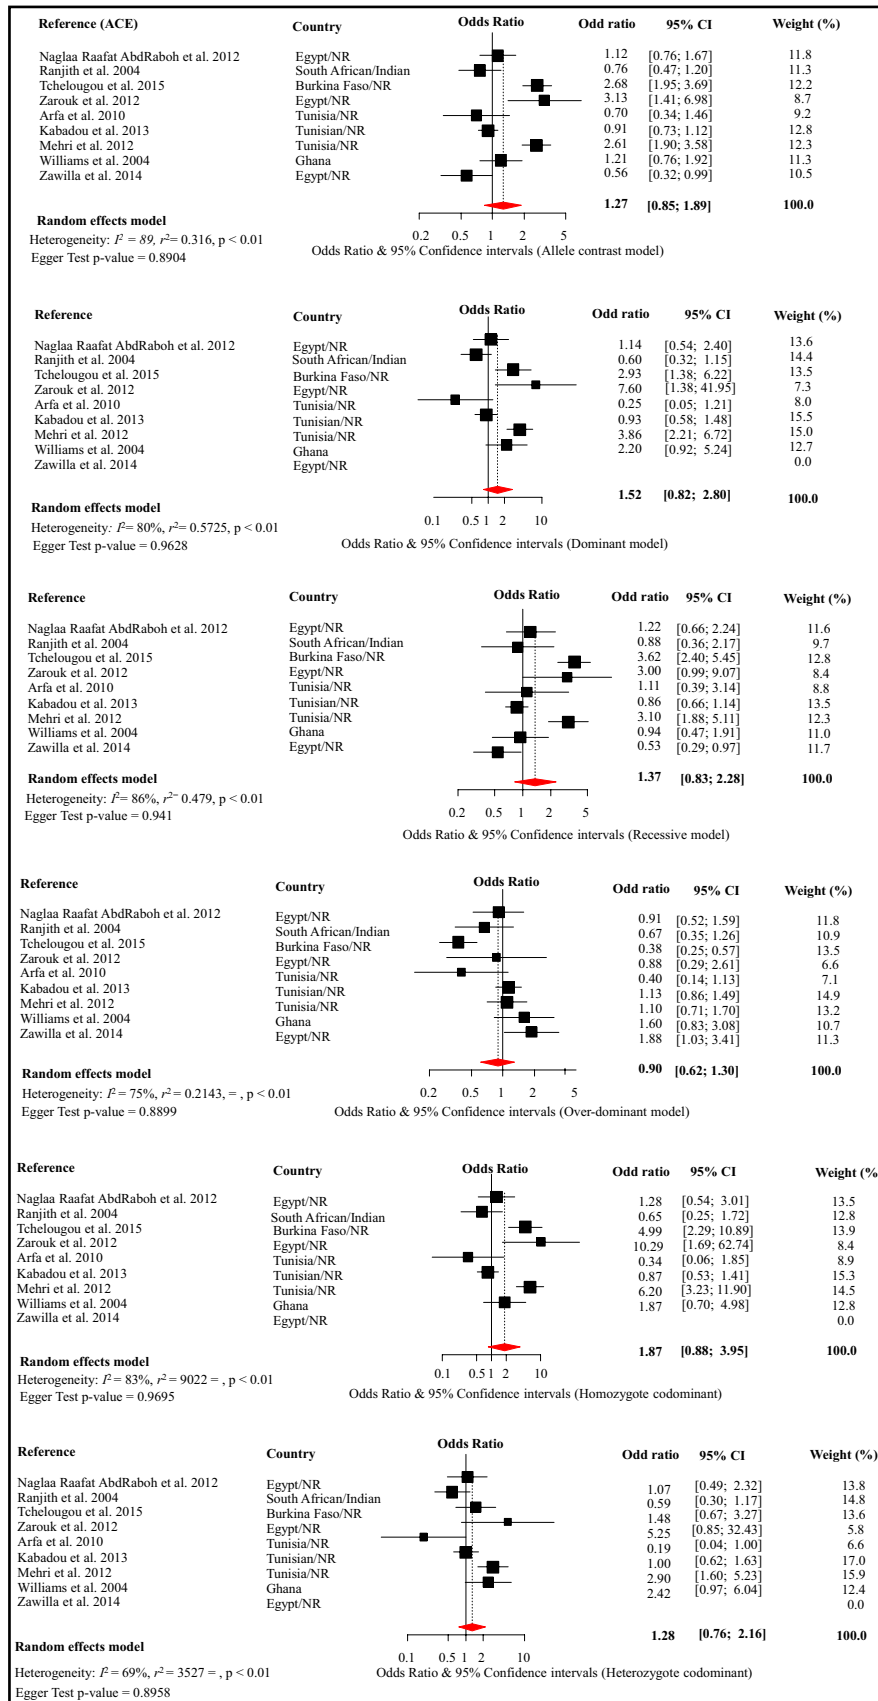 Reference (ACE) Country Odds Ratio Odd ratio 95% CI Weight (%)
Naglaa Raafat AbdRaboh et al. 2012 Egypt/NR 1.12 [0.76; 1.67] 11.8
Ranjith et al. 2004 South African/Indian 0.76 [0.47; 1.20] 11.3
Tchelougou et al. 2015 Burkina Faso/NR 2.68 [1.95; 3.69] 12.2
Zarouk et al. 2012 Egypt/NR 3.13 [1.41; 6.98] 8.7
Arfa et al. 2010 Tunisia/NR 0.70 [0.34; 1.46] 9.2
Kabadou et al. 2013 Tunisian/NR 0.91 [0.73; 1.12] 12.8
Mehri et al. 2012 Tunisia/NR 2.61 [1.90; 3.58] 12.3
Williams et al. 2004 Ghana 1.21 [0.76; 1.92] 11.3
Zawilla et al. 2014 Egypt/NR 0.56 [0.32; 0.99] 10.5
1.27 [0.85; 1.89] 100.0
Random effects model
Heterogeneity: I² = 89, r²= 0.316, p < 0.01
0.2 0.5 1 2 5
Egger Test p-value = 0.8904
Odds Ratio & 95% Confidence intervals (Allele contrast model)
Reference Country Odds Ratio Odd ratio 95% CI Weight (%)
Naglaa Raafat AbdRaboh et al. 2012 Egypt/NR 1.14 [0.54; 2.40] 13.6
Ranjith et al. 2004 South African/Indian 0.60 [0.32; 1.15] 14.4
Tchelougou et al. 2015 Burkina Faso/NR 2.93 [1.38; 6.22] 13.5
Zarouk et al. 2012 Egypt/NR 7.60 [1.38; 41.95] 7.3
Arfa et al. 2010 Tunisia/NR 0.25 [0.05; 1.21] 8.0
Kabadou et al. 2013 Tunisian/NR 0.93 [0.58; 1.48] 15.5
Mehri et al. 2012 Tunisia/NR 3.86 [2.21; 6.72] 15.0
Williams et al. 2004 Ghana 2.20 [0.92; 5.24] 12.7
Zawilla et al. 2014 Egypt/NR 0.0
1.52 [0.82; 2.80] 100.0
Random effects model
Heterogeneity: I²= 80%, r²= 0.5725, p < 0.01
0.1 0.5 1 2 10
Egger Test p-value = 0.9628
Odds Ratio & 95% Confidence intervals (Dominant model)
Reference Country Odds Ratio Odd ratio 95% CI Weight (%)
Naglaa Raafat AbdRaboh et al. 2012 Egypt/NR 1.22 [0.66; 2.24] 11.6
Ranjith et al. 2004 South African/Indian 0.88 [0.36; 2.17] 9.7
Tchelougou et al. 2015 Burkina Faso/NR 3.62 [2.40; 5.45] 12.8
Zarouk et al. 2012 Egypt/NR 3.00 [0.99; 9.07] 8.4
Arfa et al. 2010 Tunisia/NR 1.11 [0.39; 3.14] 8.8
Kabadou et al. 2013 Tunisian/NR 0.86 [0.66; 1.14] 13.5
Mehri et al. 2012 Tunisia/NR 3.10 [1.88; 5.11] 12.3
Williams et al. 2004 Ghana 0.94 [0.47; 1.91] 11.0
Zawilla et al. 2014 Egypt/NR 0.53 [0.29; 0.97] 11.7
Random effects model 1.37 [0.83; 2.28] 100.0
Heterogeneity: I²= 86%, r²= 0.479, p < 0.01
0.2 0.5 1 2 5
Egger Test p-value = 0.941
Odds Ratio & 95% Confidence intervals (Recessive model)
Reference Country Odds Ratio Odd ratio 95% CI Weight (%)
Naglaa Raafat AbdRaboh et al. 2012 Egypt/NR 0.91 [0.52; 1.59] 11.8
Ranjith et al. 2004 South African/Indian 0.67 [0.35; 1.26] 10.9
Tchelougou et al. 2015 Burkina Faso/NR 0.38 [0.25; 0.57] 13.5
Zarouk et al. 2012 Egypt/NR 0.88 [0.29; 2.61] 6.6
Arfa et al. 2010 Tunisia/NR 0.40 [0.14; 1.13] 7.1
Kabadou et al. 2013 Tunisian/NR 1.13 [0.86; 1.49] 14.9
Mehri et al. 2012 Tunisia/NR 1.10 [0.71; 1.70] 13.2
Williams et al. 2004 Ghana 1.60 [0.83; 3.08] 10.7
Zawilla et al. 2014 Egypt/NR 1.88 [1.03; 3.41] 11.3
Random effects model 0.90 [0.62; 1.30] 100.0
Heterogeneity: I² = 75%, r² = 0.2143, = , p < 0.01
0.2 0.5 1 2 5
Egger Test p-value = 0.8899
Odds Ratio & 95% Confidence intervals (Over-dominant model)
Reference Country Odds Ratio Odd ratio 95% CI Weight (%)
Naglaa Raafat AbdRaboh et al. 2012 Egypt/NR 1.28 [0.54; 3.01] 13.5
Ranjith et al. 2004 South African/Indian 0.65 [0.25; 1.72] 12.8
Tchelougou et al. 2015 Burkina Faso/NR 4.99 [2.29; 10.89] 13.9
Zarouk et al. 2012 Egypt/NR 10.29 [1.69; 62.74] 8.4
Arfa et al. 2010 Tunisia/NR 0.34 [0.06; 1.85] 8.9
Kabadou et al. 2013 Tunisian/NR 0.87 [0.53; 1.41] 15.3
Mehri et al. 2012 Tunisia/NR 6.20 [3.23; 11.90] 14.5
Williams et al. 2004 Ghana 1.87 [0.70; 4.98] 12.8
Zawilla et al. 2014 Egypt/NR 0.0
1.87 [0.88; 3.95] 100.0
Random effects model
Heterogeneity: I² = 83%, r² = 9022 = , p < 0.01
0.1 0.5 1 2 10
Egger Test p-value = 0.9695
Odds Ratio & 95% Confidence intervals (Homozygote codominant)
Reference Country Odds Ratio Odd ratio 95% CI Weight (%)
Naglaa Raafat AbdRaboh et al. 2012 Egypt/NR 1.07 [0.49; 2.32] 13.8
Ranjith et al. 2004 South African/Indian 0.59 [0.30; 1.17] 14.8
Tchelougou et al. 2015 Burkina Faso/NR 1.48 [0.67; 3.27] 13.6
Zarouk et al. 2012 Egypt/NR 5.25 [0.85; 32.43] 5.8
Arfa et al. 2010 Tunisia/NR 0.19 [0.04; 1.00] 6.6
Kabadou et al. 2013 Tunisian/NR 1.00 [0.62; 1.63] 17.0
Mehri et al. 2012 Tunisia/NR 2.90 [1.60; 5.23] 15.9
Williams et al. 2004 Ghana 2.42 [0.97; 6.04] 12.4
Zawilla et al. 2014 Egypt/NR 0.0
1.28 [0.76; 2.16] 100.0
Random effects model
0.1 0.5 1 2 10
Heterogeneity: I² = 69%, r² = 3527 = , p < 0.01
Odds Ratio & 95% Confidence intervals (Heterozygote codominant)
Egger Test p-value = 0.8958